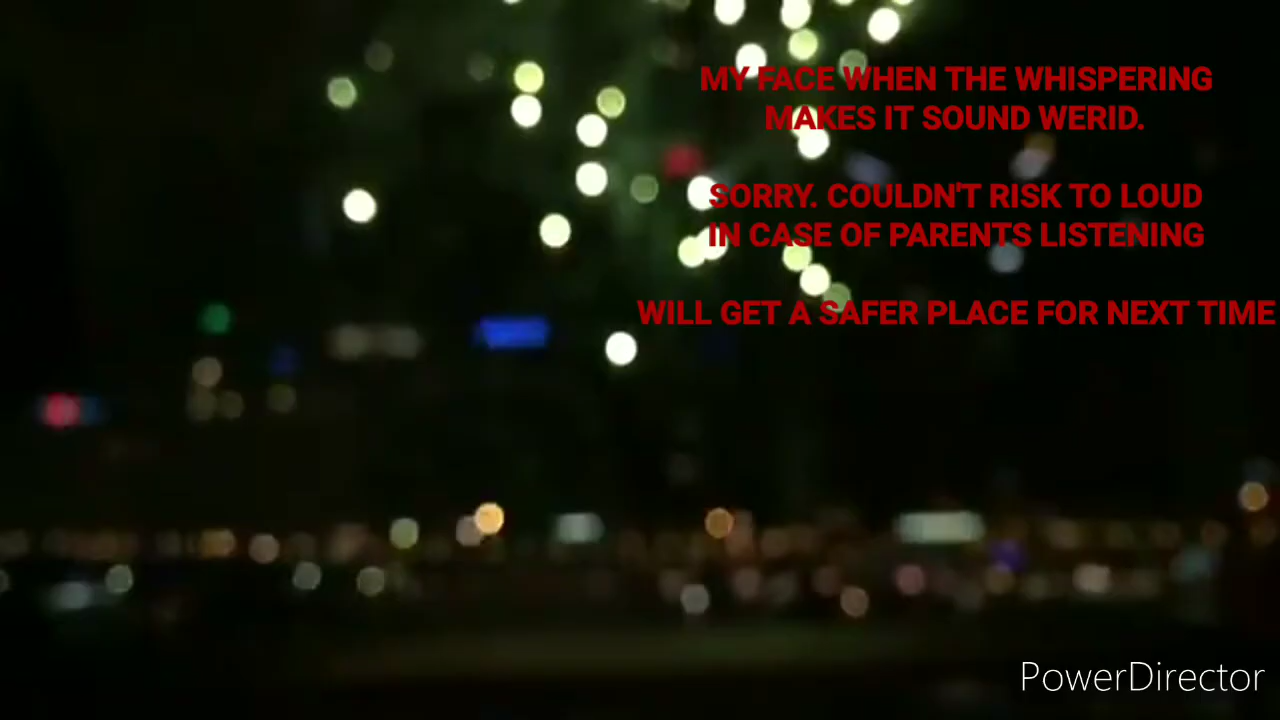 MY FACE WHEN THE WHISPERING
MAKES IT SOUND WERID.
SORRY. COULDN'T RISK TO LOUD
IN CASE OF PARENTS LISTENING
WILL GET A SAFER PLACE FOR NEXT TIME
PowerDirector